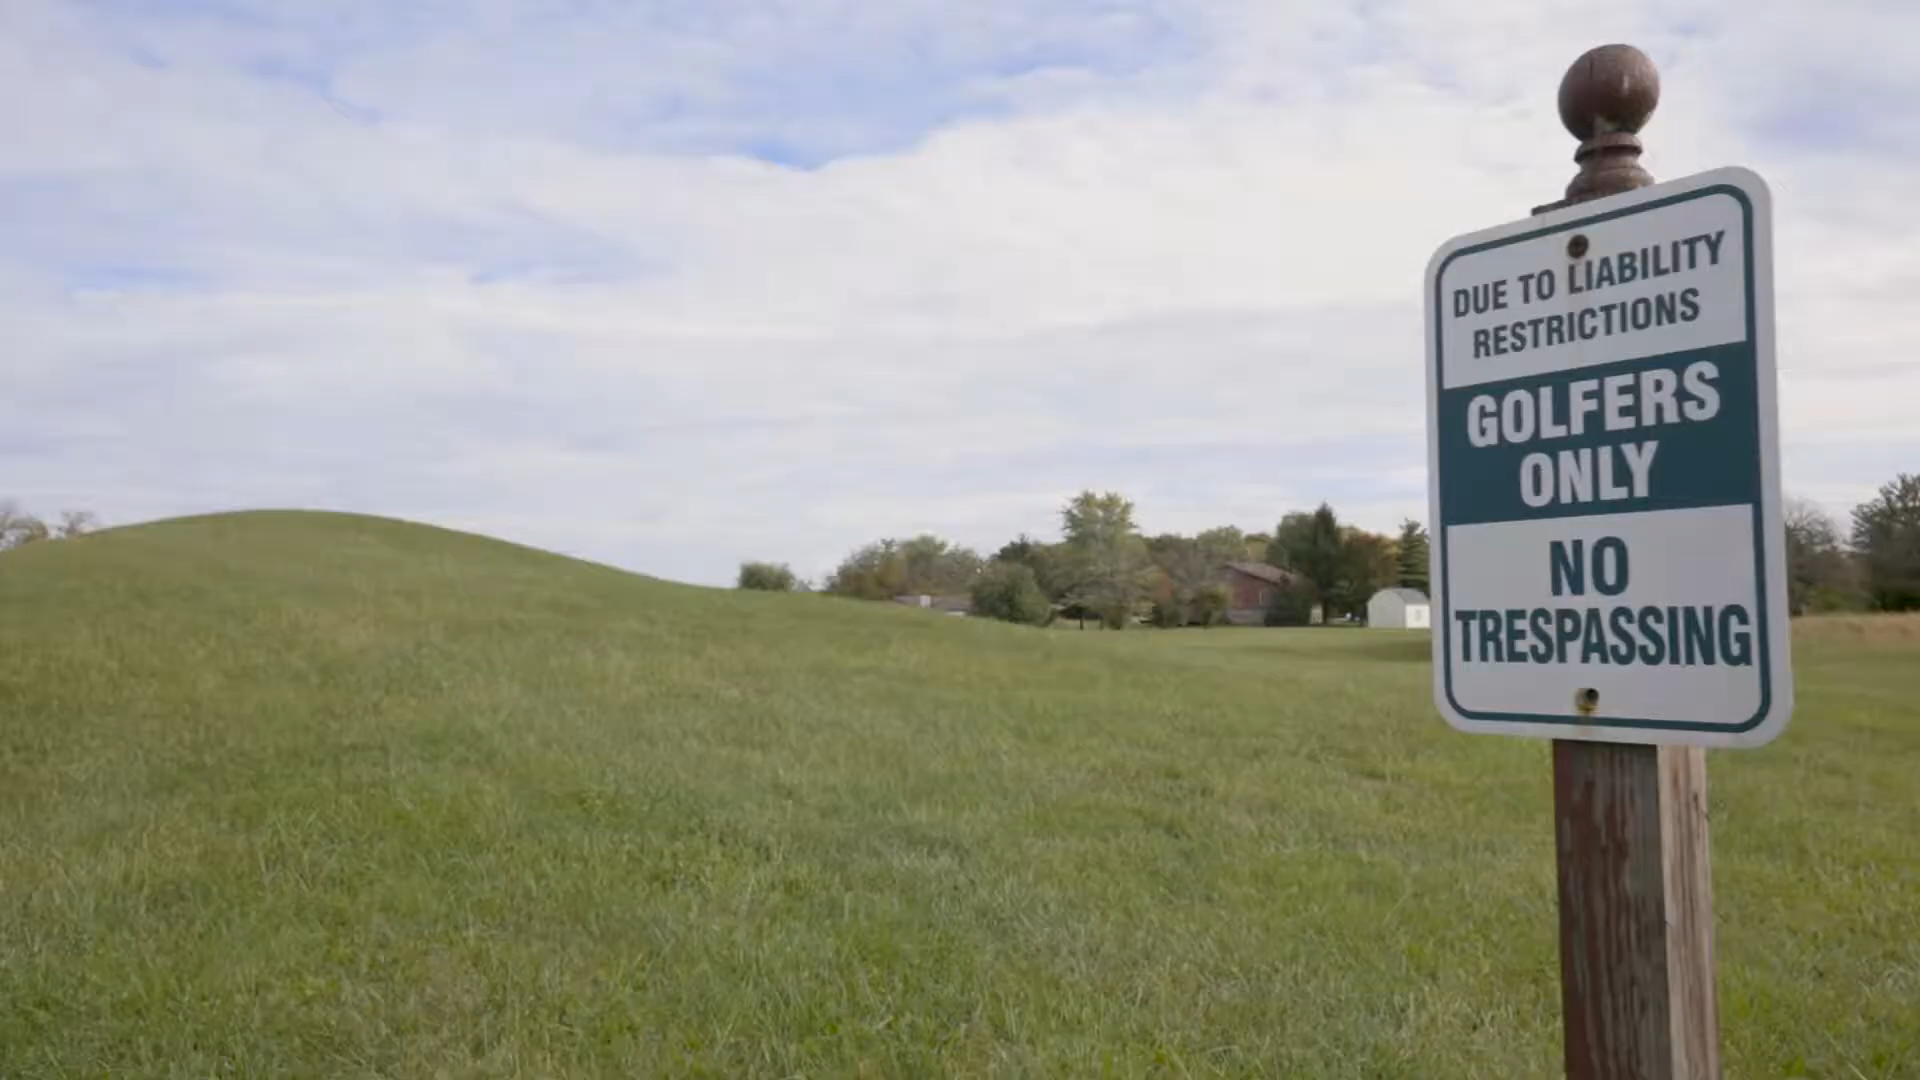 DUE TO LIABILITY
RESTRICTIONS
GOLFERS
ONLY
NO
TRESPASSING